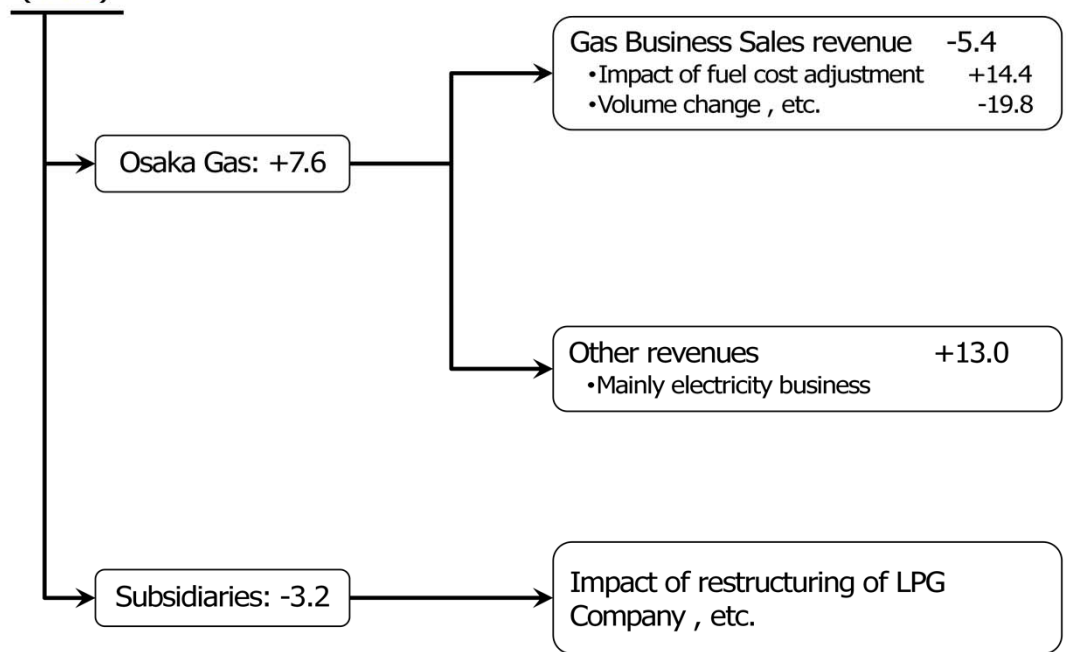 Gas Business Sales revenue -5.4
•Impact of fuel cost adjustment +14.4
•Volume change , etc. -19.8
Osaka Gas: +7.6
Other revenues +13.0
•Mainly electricity business
Subsidiaries: -3.2
Impact of restructuring of LPG
Company , etc.